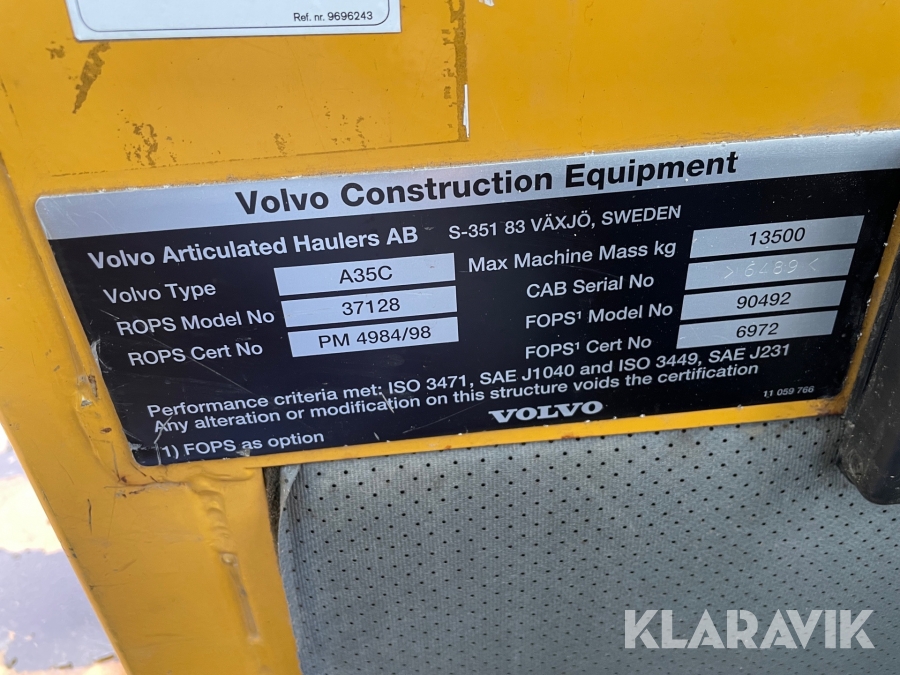 Ref. nr. 9696243
Volvo Construction Equipment
Volvo Articulated Haulers AB S-351 83 VÄXJÖ, SWEDEN
Volvo Type A35C Max Machine Mass kg 13500
ROPS Model No 37128 CAB Serial No >6489<
ROPS Cert No PM 4984/98 FOPS¹ Model No 90492
FOPS¹ Cert No 6972
Performance criteria met: ISO 3471, SAE J1040 and ISO 3449, SAE J231
Any alteration or modification on this structure voids the certification
1) FOPS as option VOLVO 11 059 766
KLARAVIK